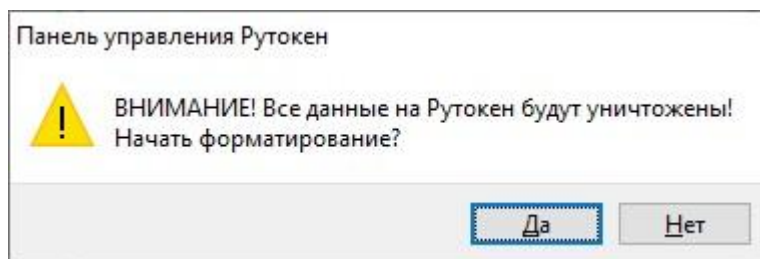 Панель управления Рутокен
ВНИМАНИЕ! Все данные на Рутокен будут уничтожены!
Начать форматирование?
Да
Нет